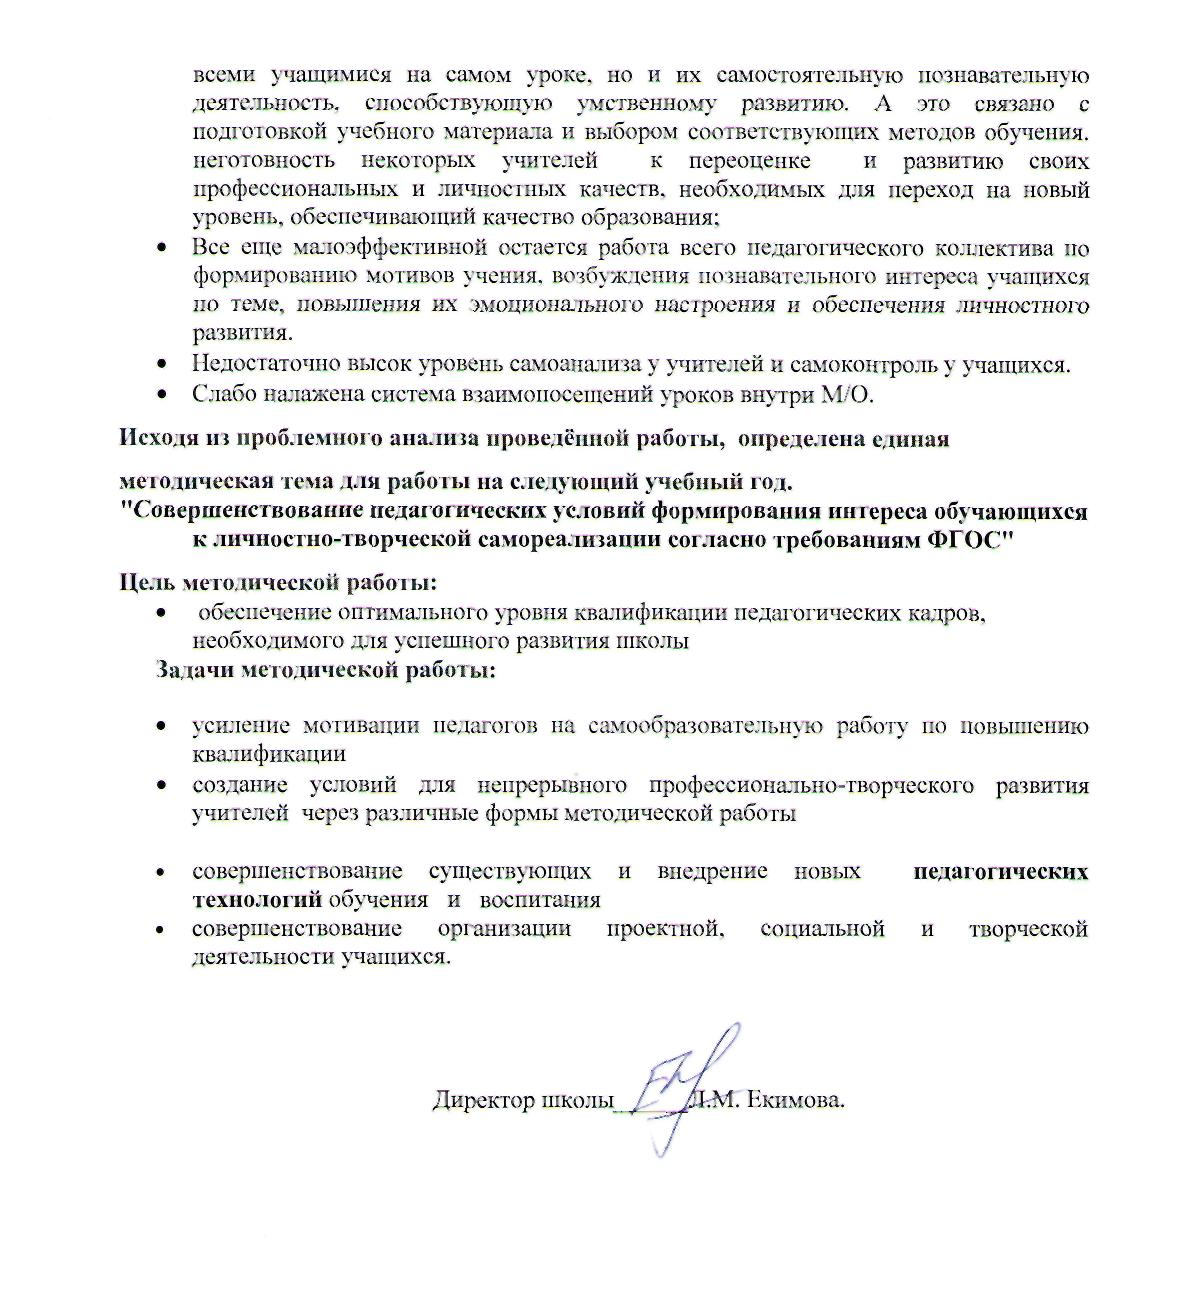 всеми учащимися на самом уроке, но и их самостоятельную познавательную
деятельность, способствующую умственному развитию. А это связано с
подготовкой учебного материала и выбором соответствующих методов обучения.
неготовность некоторых учителей к переоценке и развитию своих
профессиональных и личностных качеств, необходимых для переход на новый
уровень, обеспечивающий качество образования;
• Все еще малоэффективной остается работа всего педагогического коллектива по
формированию мотивов учения, возбуждения познавательного интереса учащихся
по теме, повышения их эмоционального настроения и обеспечения личностного
развития.
• Недостаточно высок уровень самоанализа у учителей и самоконтроль у учащихся.
• Слабо налажена система взаимопосещений уроков внутри М/О.
Исходя из проблемного анализа проведённой работы, определена единая
методическая тема для работы на следующий учебный год.
"Совершенствование педагогических условий формирования интереса обучающихся
к личностно-творческой самореализации согласно требованиям ФГОС"
Цель методической работы:
• обеспечение оптимального уровня квалификации педагогических кадров,
необходимого для успешного развития школы
Задачи методической работы:
• усиление мотивации педагогов на самообразовательную работу по повышению
квалификации
• создание условий для непрерывного профессионально-творческого развития
учителей через различные формы методической работы
• совершенствование существующих и внедрение новых педагогических
технологий обучения и воспитания
• совершенствование организации проектной, социальной и творческой
деятельности учащихся.
Директор школы______Л.М. Екимова.